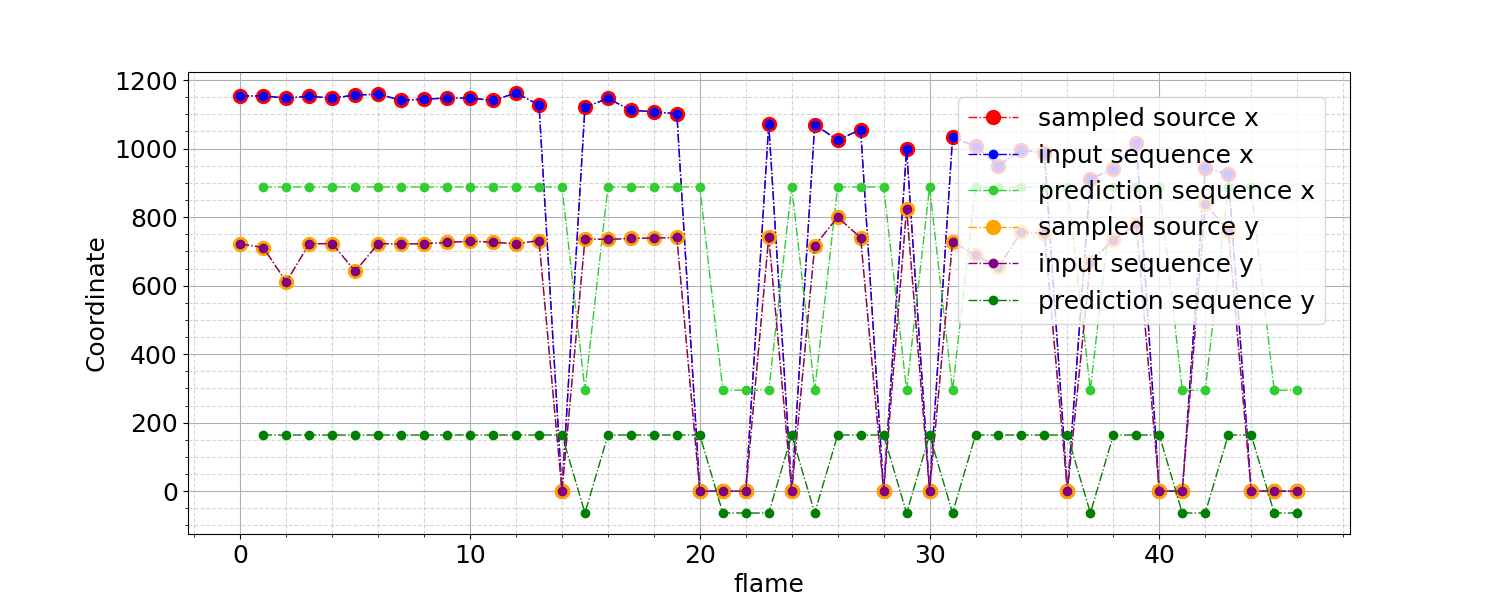 1200
1000
800
600
400
200
0
Coordinate
0 10 20 30 40
flame
sampled source x
input sequence x
prediction sequence x
sampled source y
input sequence y
prediction sequence y